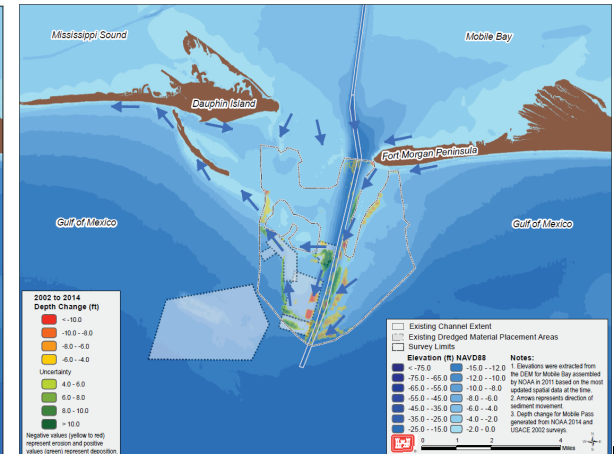 Mississippi Sound
Mobile Bay
Dauphin Island
Fort Morgan Peninsula
Gulf of Mexico
Gulf of Mexico
2002 to 2014
Depth Change (ft)
< -10.0
-10.0 - -8.0
-8.0 - -6.0
-6.0 - -4.0
Uncertainty
4.0 - 6.0
6.0 - 8.0
8.0 - 10.0
> 10.0
Negative values (yellow to red)
represent erosion and positive
values (green) represent deposition.
Existing Channel Extent
Existing Dredged Material Placement Areas
Survey Limits
Elevation (ft) NAVD88
< -75.0
-75.0 - -65.0
-65.0 - -55.0
-55.0 - -45.0
-45.0 - -35.0
-35.0 - -25.0
-25.0 - -15.0
-15.0 - -12.0
-12.0 - -10.0
-10.0 - -8.0
-8.0 - -6.0
-6.0 - -4.0
-4.0 - -2.0
-2.0 - 0.0
Notes:
1. Elevations were extracted from
the DEM for Mobile Bay assembled
by NOAA in 2011 based on the most
updated spatial data at the time.
2. Arrows represents direction of
sediment movement.
3. Depth change for Mobile Pass
generated from NOAA 2014 and
USACE 2002 surveys.
0 1 2 4
Miles